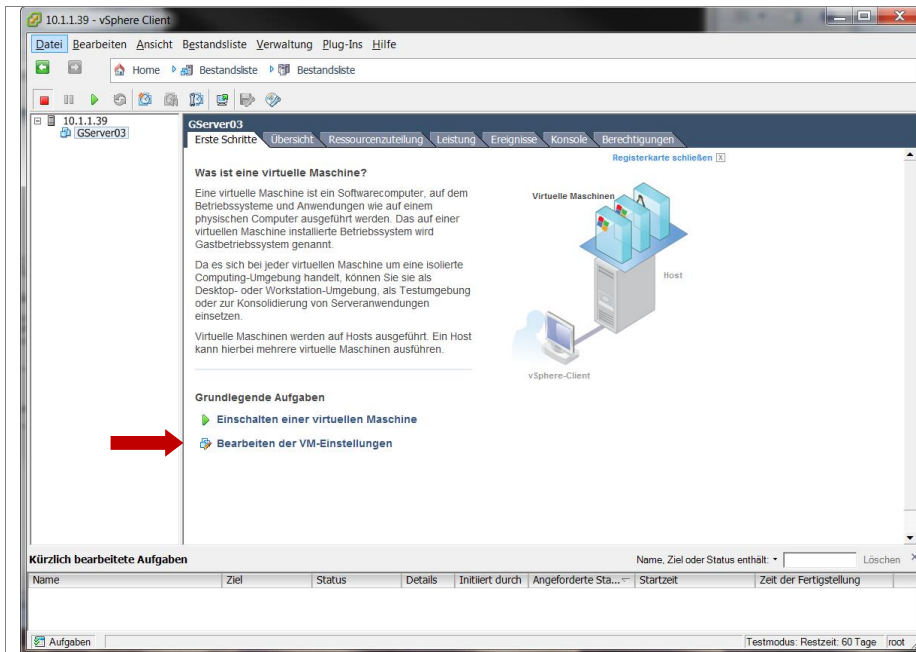 10.1.1.39 - vSphere Client
Datei Bearbeiten Ansicht Bestandsliste Verwaltung Plug-Ins Hilfe
Home Bestandsliste Bestandsliste
10.1.1.39
GServer03
GServer03
Erste Schritte Übersicht Ressourcenzuteilung Leistung Ereignisse Konsole Berechtigungen
Registerkarte schließen X
Was ist eine virtuelle Maschine?
Eine virtuelle Maschine ist ein Softwarecomputer, auf dem
Betriebssysteme und Anwendungen wie auf einem
physischen Computer ausgeführt werden. Das auf einer
virtuellen Maschine installierte Betriebssystem wird
Gastbetriebssystem genannt.
Da es sich bei jeder virtuellen Maschine um eine isolierte
Computing-Umgebung handelt, können Sie sie als
Desktop- oder Workstation-Umgebung, als Testumgebung
oder zur Konsolidierung von Serveranwendungen
einsetzen.
Virtuelle Maschinen werden auf Hosts ausgeführt. Ein Host
kann hierbei mehrere virtuelle Maschinen ausführen.
Virtuelle Maschinen
Host
vSphere-Client
Grundlegende Aufgaben
Einschalten einer virtuellen Maschine
Bearbeiten der VM-Einstellungen
Kürzlich bearbeitete Aufgaben
Name, Ziel oder Status enthält: Löschen
Name Ziel Status Details Initiiert durch Angeforderte Sta... Startzeit Zeit der Fertigstellung
Aufgaben
Testmodus: Restzeit: 60 Tage root